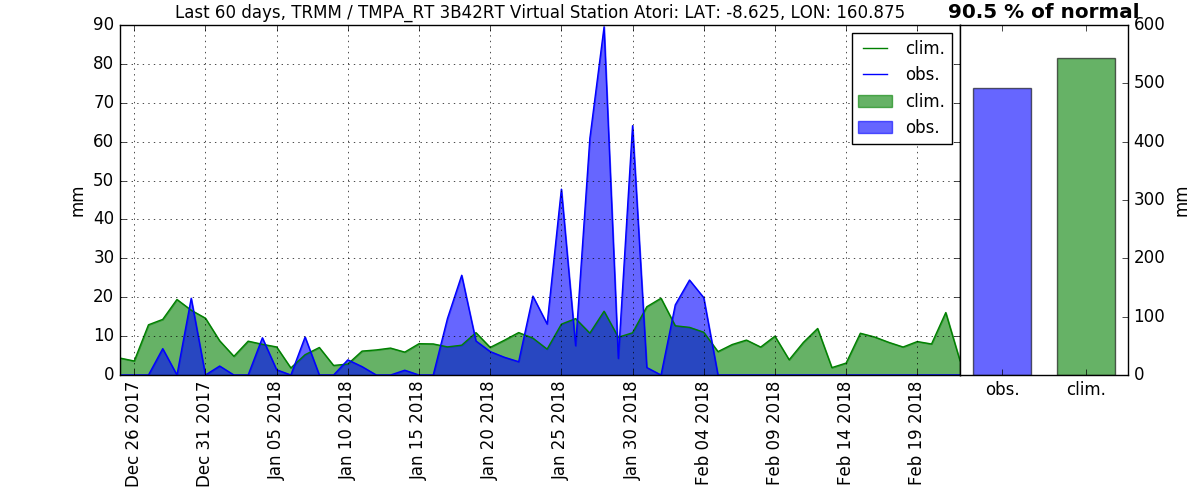 Last 60 days, TRMM / TMPA_RT 3B42RT Virtual Station Atori: LAT: -8.625, LON: 160.875
90.5 % of normal
90
80
70
60
50
40
30
20
10
0
mm
clim.
obs.
clim.
obs.
600
500
400
300
200
100
0
mm
obs.
clim.
Dec 26 2017
Dec 31 2017
Jan 05 2018
Jan 10 2018
Jan 15 2018
Jan 20 2018
Jan 25 2018
Jan 30 2018
Feb 04 2018
Feb 09 2018
Feb 14 2018
Feb 19 2018